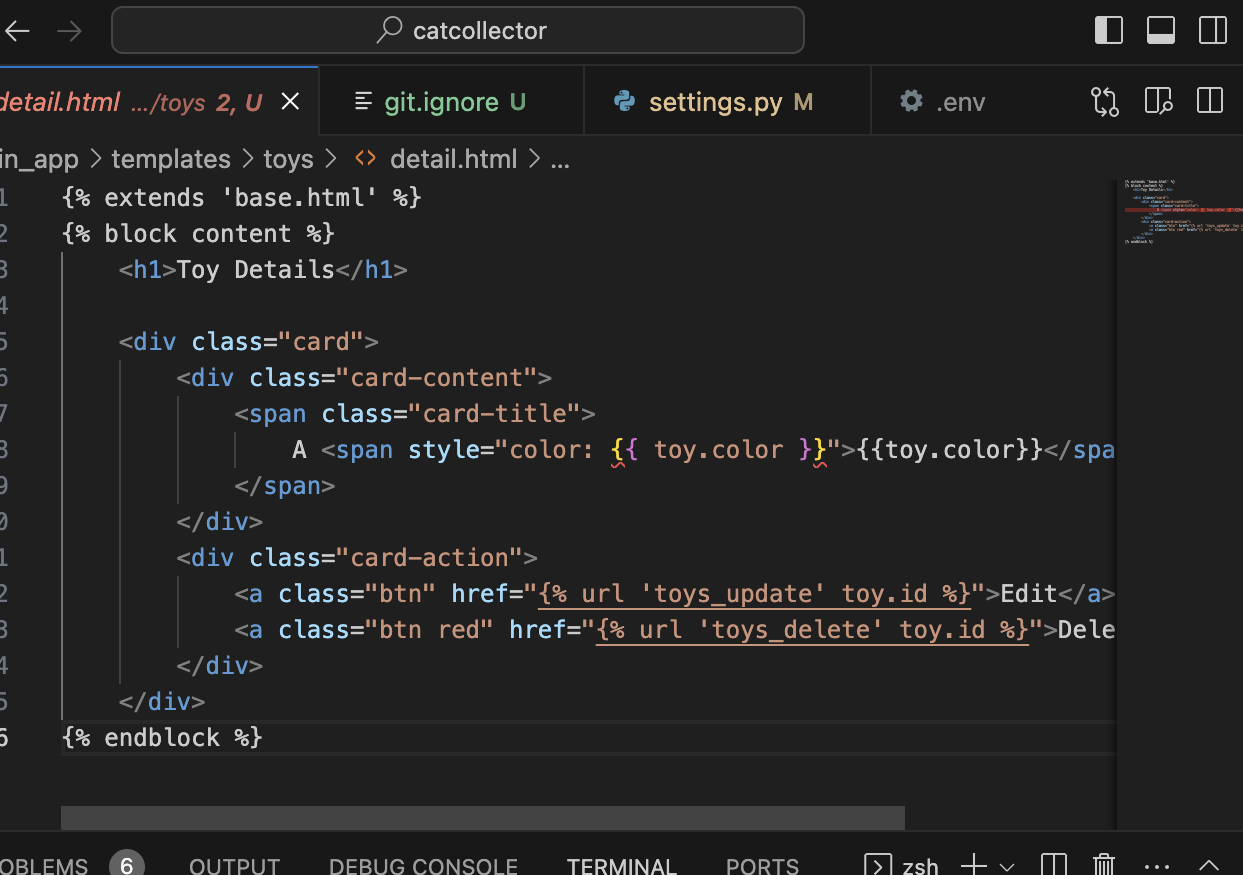 catcollector
detail.html .../toys 2, U
git.ignore U
settings.py M
.env
in_app > templates > toys > <> detail.html > ...
1 {% extends 'base.html' %}
2 {% block content %}
3 <h1>Toy Details</h1>
4
5 <div class="card">
6 <div class="card-content">
7 <span class="card-title">
8 A <span style="color: {{ toy.color }}">{{toy.color}}</spa
9 </span>
0 </div>
1 <div class="card-action">
2 <a class="btn" href="{% url 'toys_update' toy.id %}">Edit</a>
3 <a class="btn red" href="{% url 'toys_delete' toy.id %}">Dele
4 </div>
5 </div>
6 {% endblock %}
OBLEMS 6 OUTPUT DEBUG CONSOLE TERMINAL PORTS zsh